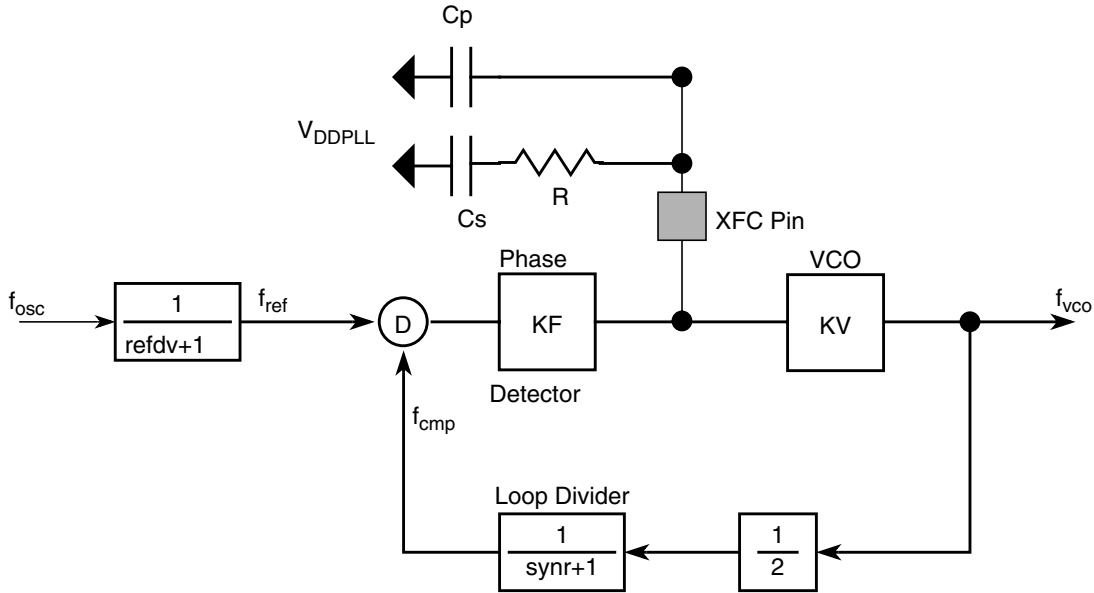 Cp
VDDPLL
R
Cs
XFC Pin
Phase
VCO
fosc
1
refdv+1
fref
D
KF
KV
fvco
Detector
fcmp
Loop Divider
1
synr+1
1
2